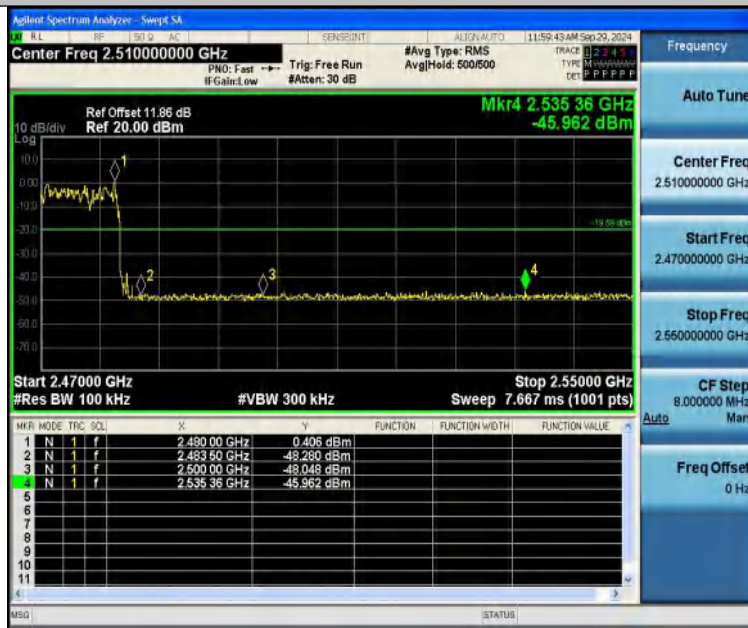 Agilent Spectrum Analyzer - Swept SA
RL RF 50 Ω AC SENSE:INT ALIGN AUTO 11:59:43 AM Sep 29, 2024
Center Freq 2.510000000 GHz
PNO: Fast
IFGain:Low
Trig: Free Run
#Atten: 30 dB
#Avg Type: RMS
Avg|Hold: 500/500
TRACE 1 2 3 4 5 6
TYPE M
DET P P P P P P
Ref Offset 11.86 dB
10 dB/div Ref 20.00 dBm
Log
Mkr4 2.535 36 GHz
-45.962 dBm
10.0
0.00
-10.0
-20.0
-30.0
-40.0
-50.0
-60.0
-70.0
1
2
3
4
-19.59 dBm
Start 2.47000 GHz Stop 2.55000 GHz
#Res BW 100 kHz #VBW 300 kHz Sweep 7.667 ms (1001 pts)
MKR MODE TRC SCL X Y FUNCTION FUNCTION WIDTH FUNCTION VALUE
1 N 1 f 2.480 00 GHz 0.406 dBm
2 N 1 f 2.483 50 GHz -48.280 dBm
3 N 1 f 2.500 00 GHz -48.048 dBm
4 N 1 f 2.535 36 GHz -45.962 dBm
5
6
7
8
9
10
11
MSG STATUS
Frequency
Auto Tune
Center Freq
2.510000000 GHz
Start Freq
2.470000000 GHz
Stop Freq
2.550000000 GHz
CF Step
8.000000 MHz
Auto Man
Freq Offset
0 Hz